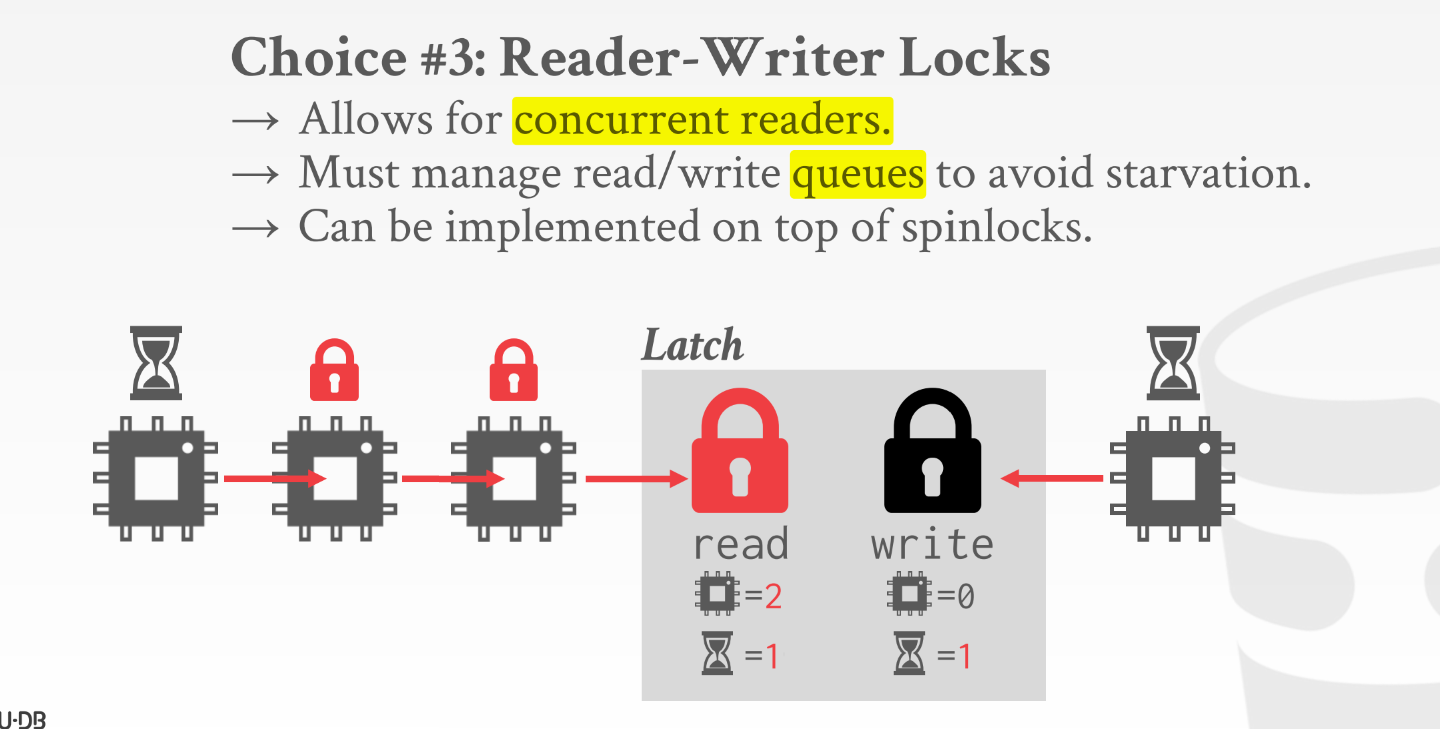 Choice #3: Reader-Writer Locks
→ Allows for concurrent readers.
→ Must manage read/write queues to avoid starvation.
→ Can be implemented on top of spinlocks.
Latch
read write
=2 =0
=1 =1
U·DB